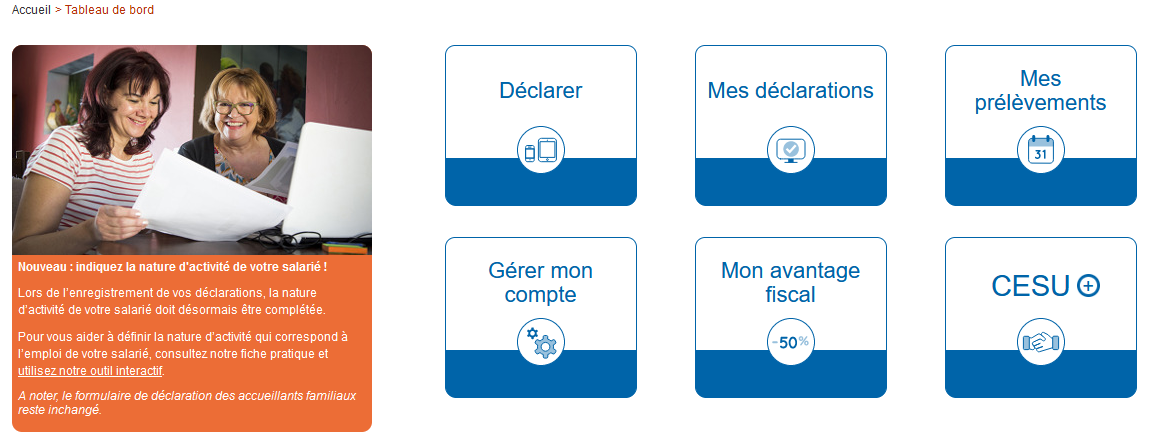 Accueil > Tableau de bord
Nouveau : indiquez la nature d'activité de votre salarié !
Lors de l'enregistrement de vos déclarations, la nature
d'activité de votre salarié doit désormais être complétée.
Pour vous aider à définir la nature d'activité qui correspond à
l'emploi de votre salarié, consultez notre fiche pratique et
utilisez notre outil interactif.
A noter, le formulaire de déclaration des accueillants familiaux
reste inchangé.
Déclarer
Mes déclarations
Mes
prélèvements
31
Gérer mon
compte
Mon avantage
fiscal
-50%
CESU +